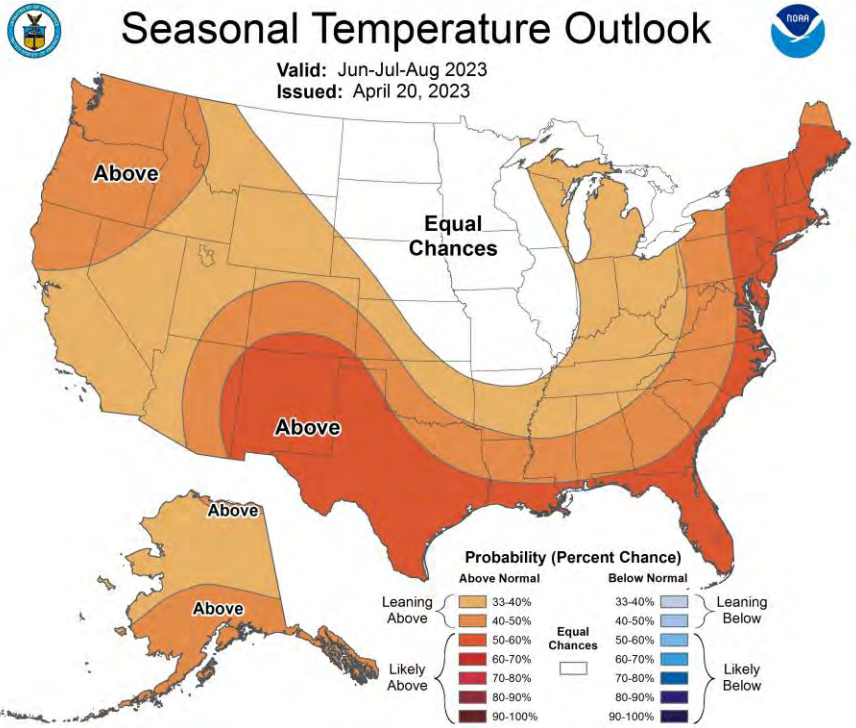 Seasonal Temperature Outlook
NOAA
Valid: Jun-Jul-Aug 2023
Issued: April 20, 2023
Above
Equal
Chances
Above
Above
Above
Probability (Percent Chance)
Above Normal
Below Normal
Leaning
Above
33-40%
40-50%
Likely
Above
50-60%
60-70%
70-80%
80-90%
90-100%
Equal
Chances
33-40%
40-50%
Leaning
Below
50-60%
60-70%
70-80%
80-90%
90-100%
Likely
Below